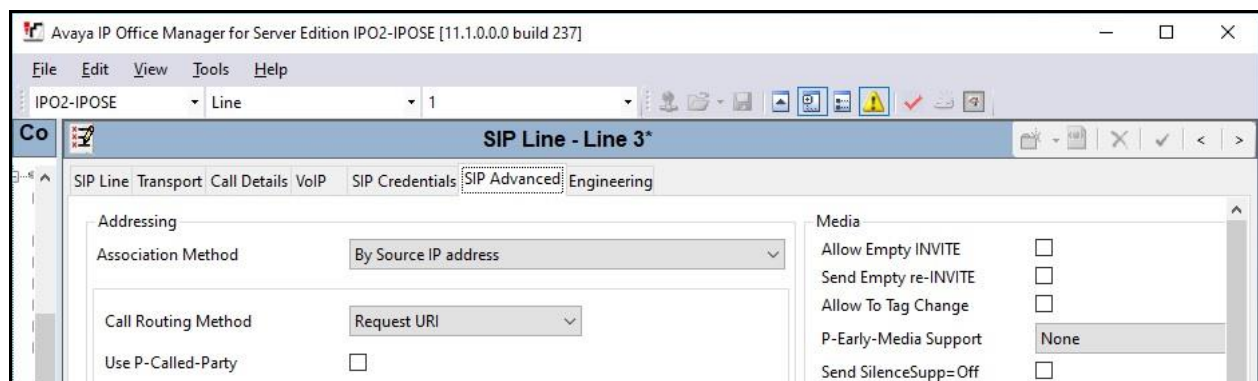 Avaya IP Office Manager for Server Edition IPO2-IPOSE [11.1.0.0.0 build 237]
File Edit View Tools Help
IPO2-IPOSE Line 1
Co SIP Line - Line 3*
SIP Line Transport Call Details VoIP SIP Credentials SIP Advanced Engineering
Addressing
Association Method By Source IP address
Call Routing Method Request URI
Use P-Called-Party
Media
Allow Empty INVITE
Send Empty re-INVITE
Allow To Tag Change
P-Early-Media Support None
Send SilenceSupp=Off